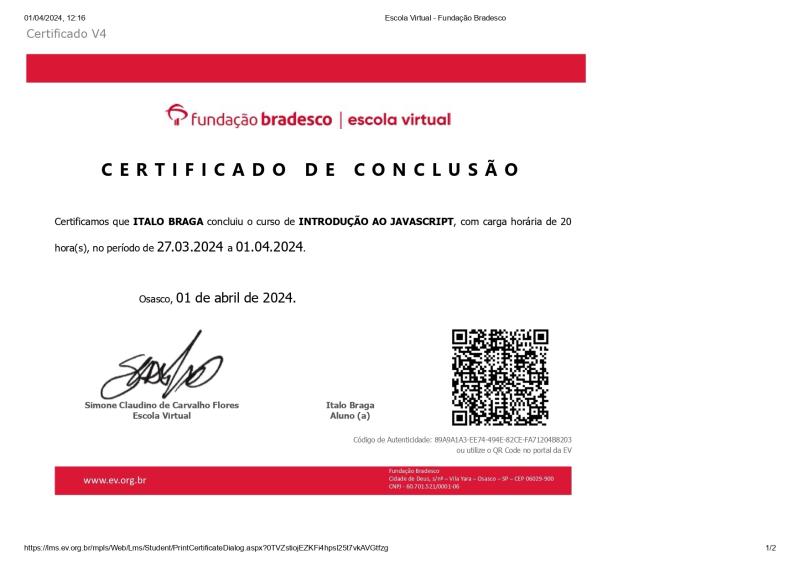 01/04/2024, 12:16
Escola Virtual - Fundação Bradesco
Certificado V4
fundação bradesco | escola virtual
CERTIFICADO DE CONCLUSÃO
Certificamos que ITALO BRAGA concluiu o curso de INTRODUÇÃO AO JAVASCRIPT, com carga horária de 20
hora(s), no período de 27.03.2024 a 01.04.2024.
Osasco, 01 de abril de 2024.
Simone Claudino de Carvalho Flores
Escola Virtual
Italo Braga
Aluno (a)
Código de Autenticidade: 89A9A1A3-EE74-494E-82CE-FA71204B8203
ou utilize o QR Code no portal da EV
www.ev.org.br
Fundação Bradesco
Cidade de Deus, s/nº – Vila Yara – Osasco – SP – CEP 06029-900
CNPJ - 60.701.521/0001-06
https://lms.ev.org.br/mpls/Web/Lms/Student/PrintCertificateDialog.aspx?0TVZstiojEZKFi4hpsI25t7vkAVGtfzg
1/2